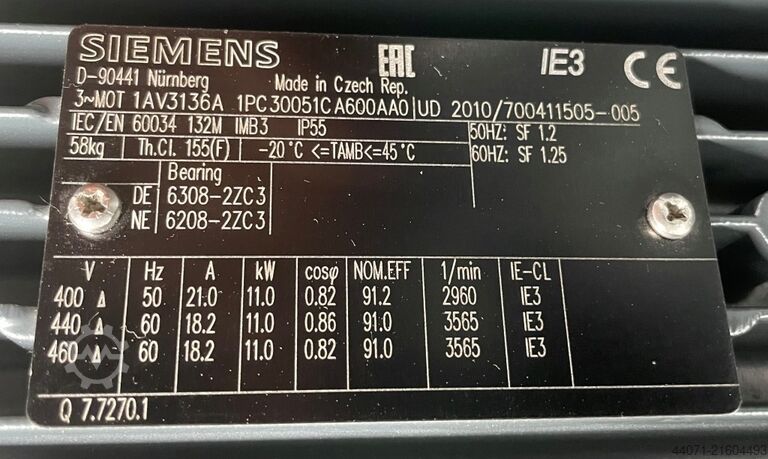 SIEMENS EAC IE3 CE
D-90441 Nürnberg Made in Czech Rep.
3~MOT 1AV3136A 1PC30051CA600AA0 UD 2010/700411505-005
IEC/EN 60034 132M IMB3 IP55 50HZ: SF 1.2
58kg Th.Cl. 155(F) -20°C <=TAMB<=45°C 60HZ: SF 1.25
Bearing
DE 6308-2ZC3
NE 6208-2ZC3
V Hz A kW cosφ NOM.EFF 1/min IE-CL
400 Δ 50 21.0 11.0 0.82 91.2 2960 IE3
440 Δ 60 18.2 11.0 0.86 91.0 3565 IE3
460 Δ 60 18.2 11.0 0.82 91.0 3565 IE3
Q 7.7270.1
44071-21604493